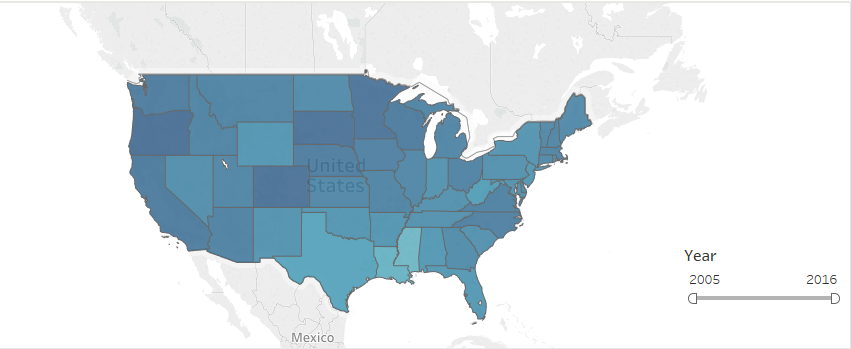 United
States
Year
2005 2016
Mexico